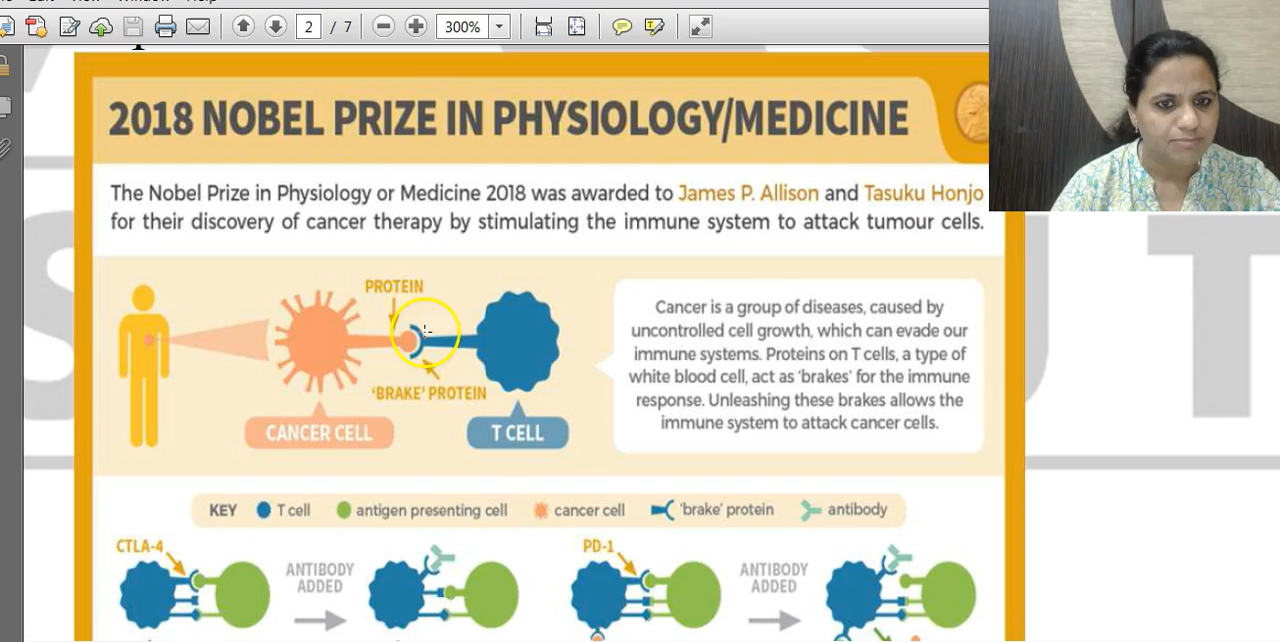 2 / 7
300%
2018 NOBEL PRIZE IN PHYSIOLOGY/MEDICINE
The Nobel Prize in Physiology or Medicine 2018 was awarded to James P. Allison and Tasuku Honjo
for their discovery of cancer therapy by stimulating the immune system to attack tumour cells.
PROTEIN
'BRAKE' PROTEIN
CANCER CELL
T CELL
Cancer is a group of diseases, caused by
uncontrolled cell growth, which can evade our
immune systems. Proteins on T cells, a type of
white blood cell, act as 'brakes' for the immune
response. Unleashing these brakes allows the
immune system to attack cancer cells.
KEY T cell antigen presenting cell cancer cell 'brake' protein antibody
CTLA-4
ANTIBODY
ADDED
PD-1
ANTIBODY
ADDED